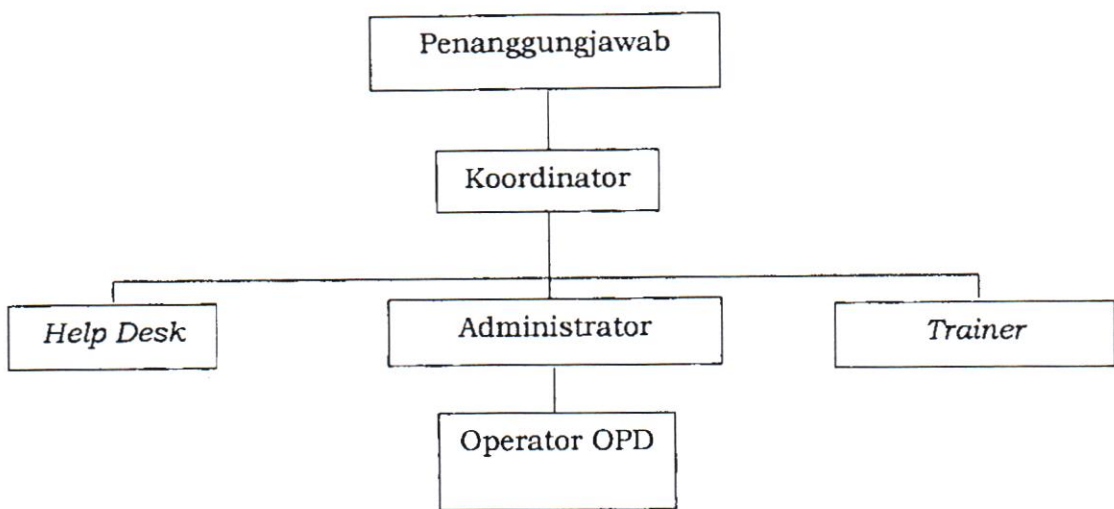 Penanggungjawab
Koordinator
Help Desk
Administrator
Trainer
Operator OPD